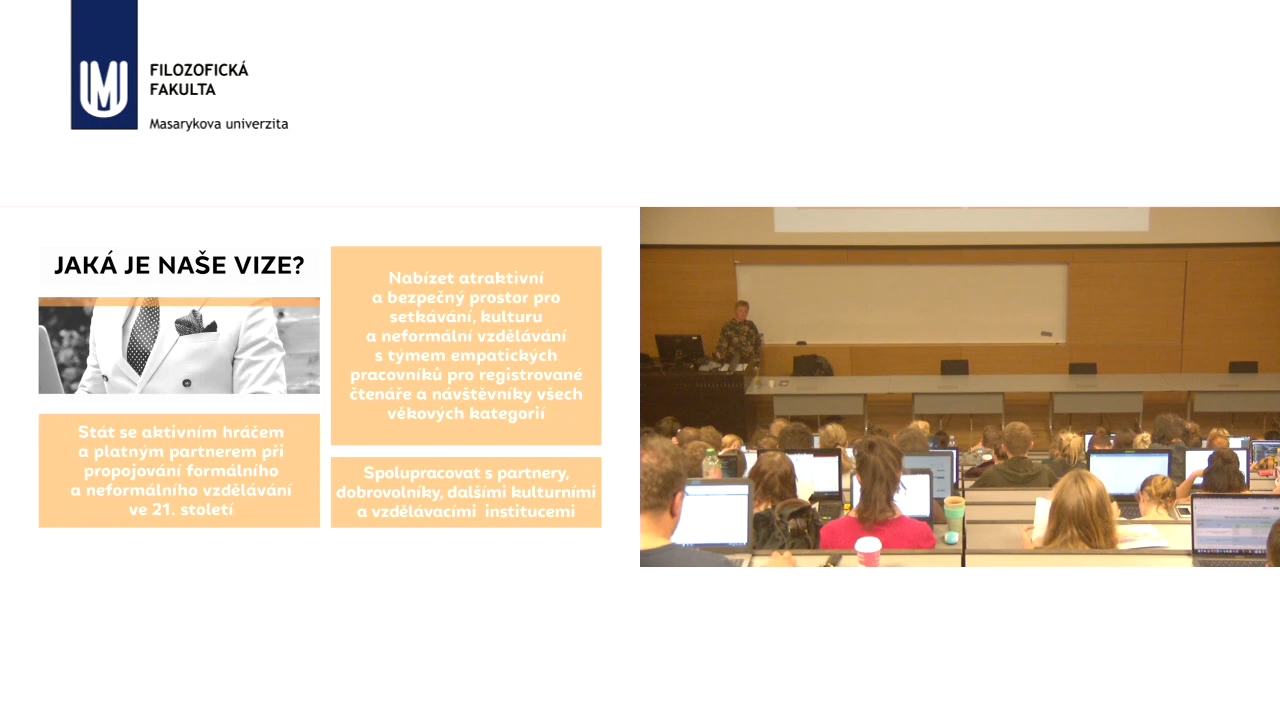 FILOZOFICKÁ
FAKULTA
Masarykova univerzita
JAKÁ JE NAŠE VIZE?
Stát se aktivním hráčem
a platným partnerem při
propojování formálního
a neformálního vzdělávání
ve 21. století
Nabízet atraktivní
a bezpečný prostor pro
setkávání, kulturu
a neformální vzdělávání
s týmem empatických
pracovníků pro registrované
čtenáře a návštěvníky všech
věkových kategorií
Spolupracovat s partnery,
dobrovolníky, dalšími kulturními
a vzdělávacími institucemi